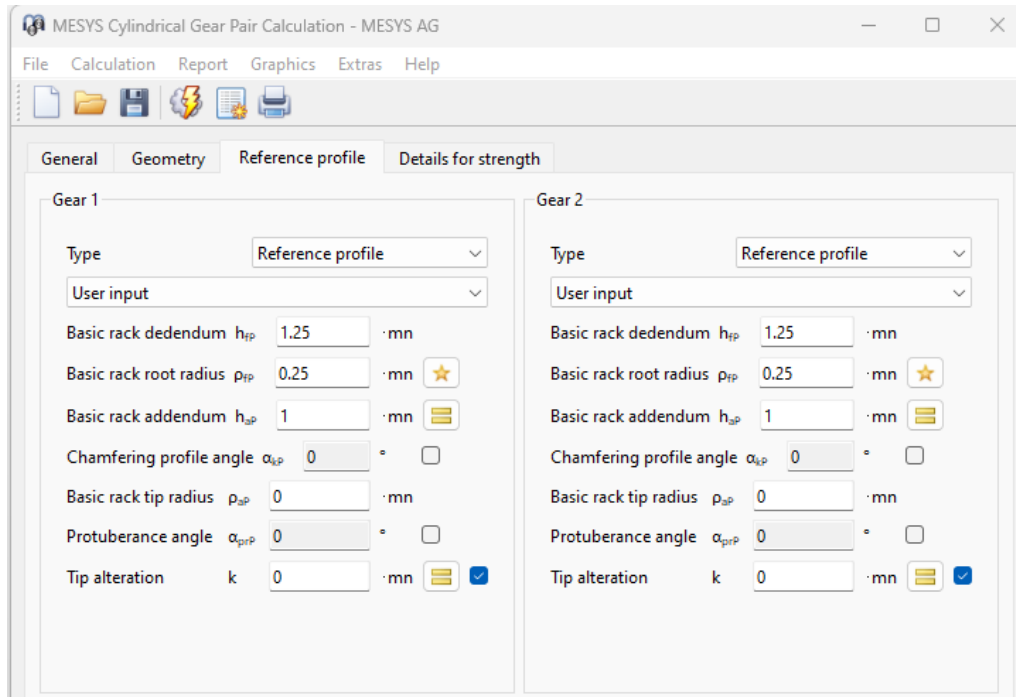 MESYS Cylindrical Gear Pair Calculation - MESYS AG
File Calculation Report Graphics Extras Help
General Geometry Reference profile Details for strength
Gear 1
Type Reference profile
User input
Basic rack dedendum hfP 1.25 ·mn
Basic rack root radius ρfP 0.25 ·mn
Basic rack addendum haP 1 ·mn
Chamfering profile angle αkP 0 °
Basic rack tip radius ρaP 0 ·mn
Protuberance angle αprP 0 °
Tip alteration k 0 ·mn
Gear 2
Type Reference profile
User input
Basic rack dedendum hfP 1.25 ·mn
Basic rack root radius ρfP 0.25 ·mn
Basic rack addendum haP 1 ·mn
Chamfering profile angle αkP 0 °
Basic rack tip radius ρaP 0 ·mn
Protuberance angle αprP 0 °
Tip alteration k 0 ·mn